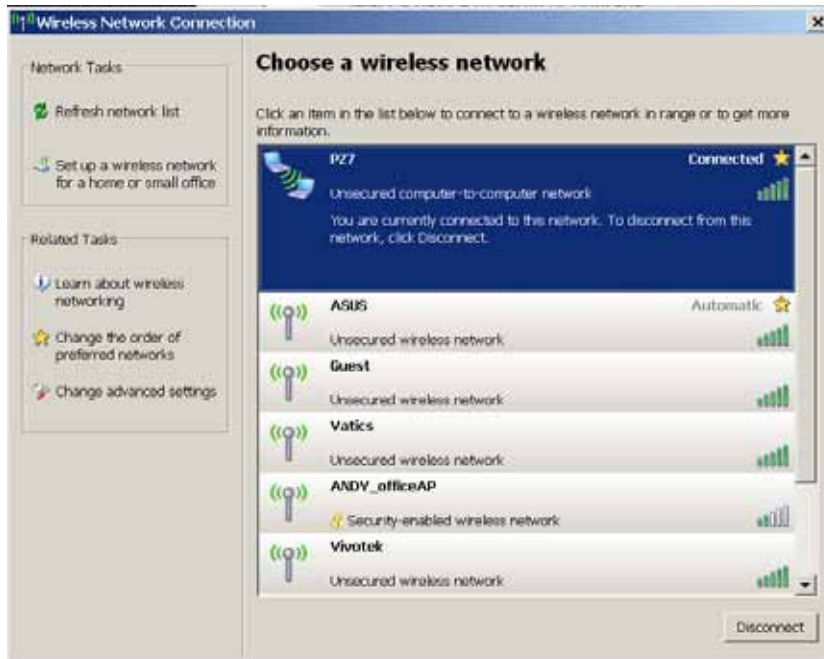 Wireless Network Connection
Network Tasks
Refresh network list
Set up a wireless network
for a home or small office
Related Tasks
Learn about wireless
networking
Change the order of
preferred networks
Change advanced settings
Choose a wireless network
Click an item in the list below to connect to a wireless network in range or to get more
information.
PZ7 Connected
Unsecured computer-to-computer network
You are currently connected to this network. To disconnect from this
network, click Disconnect.
ASUS Automatic
Unsecured wireless network
Guest
Unsecured wireless network
Vatics
Unsecured wireless network
ANDY_officeAP
Security-enabled wireless network
Vivotek
Unsecured wireless network
Disconnect